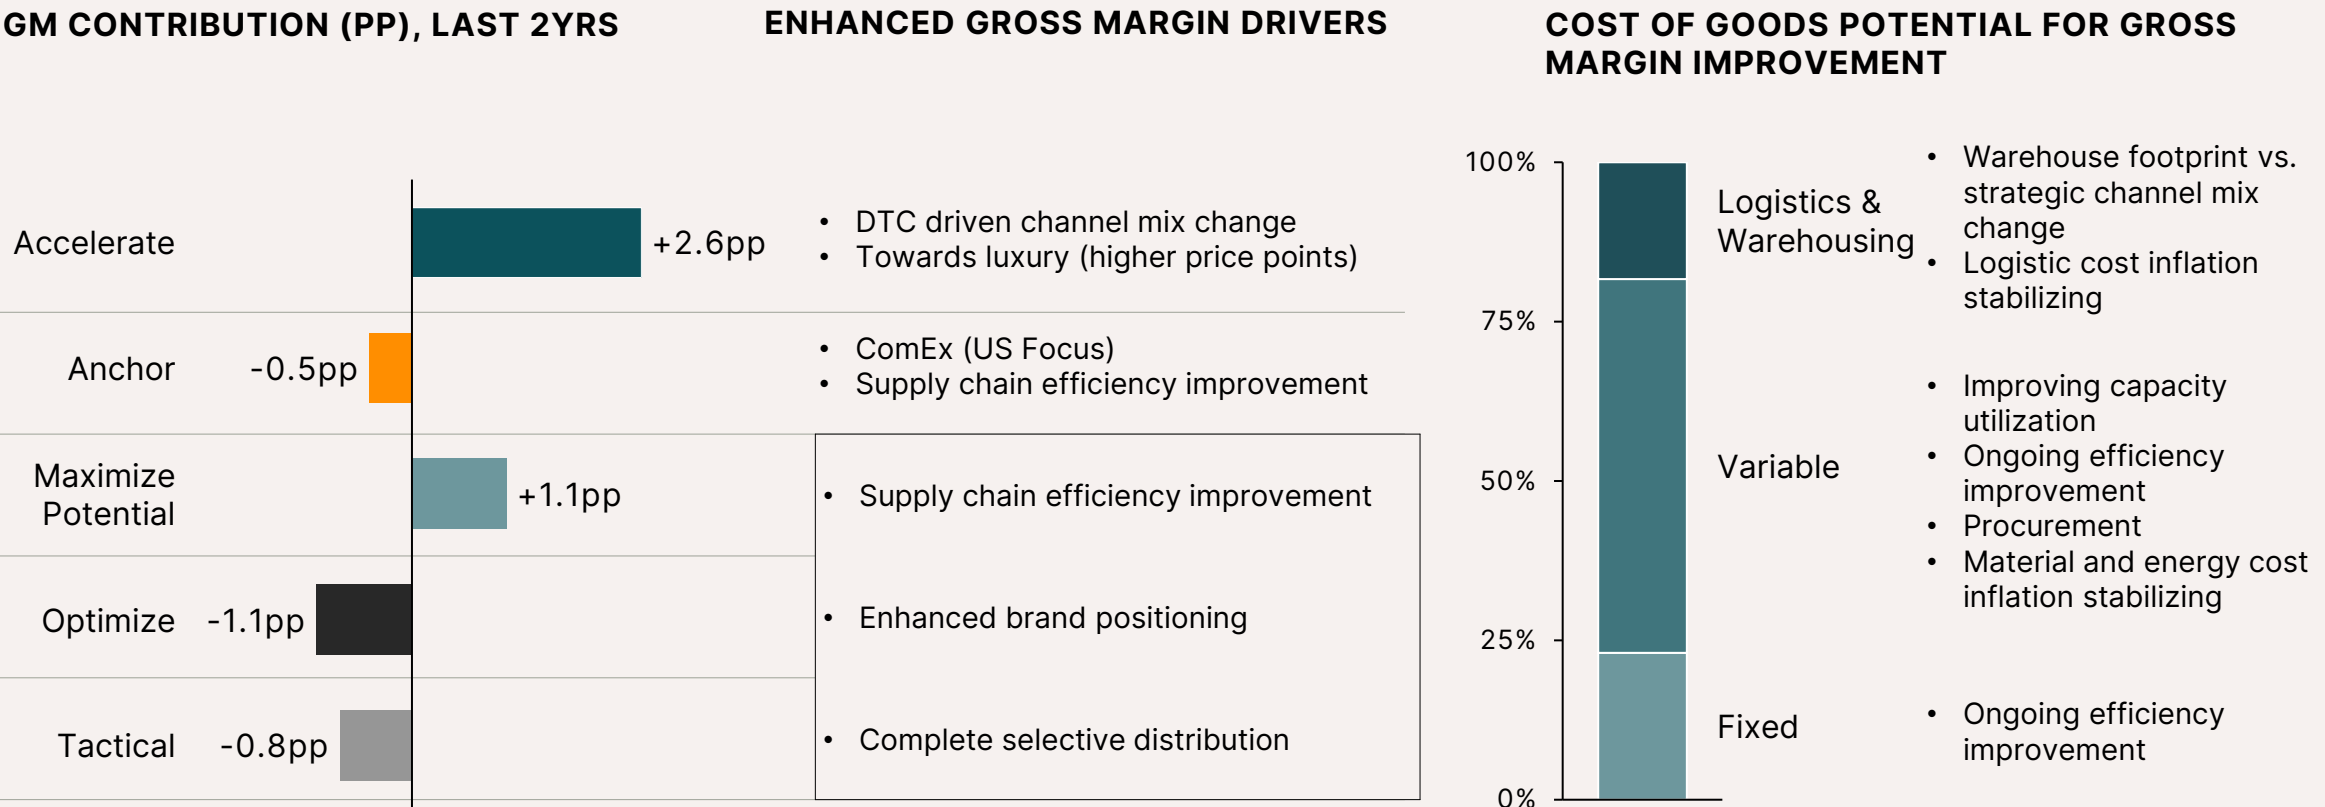 GM CONTRIBUTION (PP), LAST 2YRS
Accelerate
+2.6pp
Anchor
-0.5pp
Maximize
Potential
+1.1pp
Optimize
-1.1pp
Tactical
-0.8pp
ENHANCED GROSS MARGIN DRIVERS
• DTC driven channel mix change
• Towards luxury (higher price points)
• ComEx (US Focus)
• Supply chain efficiency improvement
• Supply chain efficiency improvement
• Enhanced brand positioning
• Complete selective distribution
COST OF GOODS POTENTIAL FOR GROSS
MARGIN IMPROVEMENT
100%
75%
50%
25%
0%
Logistics &
Warehousing
• Warehouse footprint vs.
strategic channel mix
change
• Logistic cost inflation
stabilizing
Variable
• Improving capacity
utilization
• Ongoing efficiency
improvement
• Procurement
• Material and energy cost
inflation stabilizing
Fixed
• Ongoing efficiency
improvement